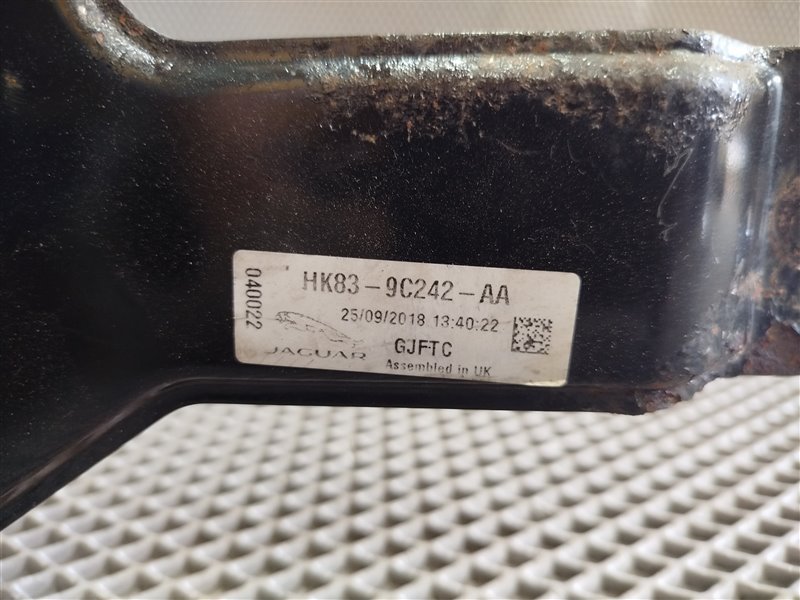 040022
HK83-9C242-AA
25/09/2018 13:40:22
JAGUAR
GJFTC
Assembled in UK